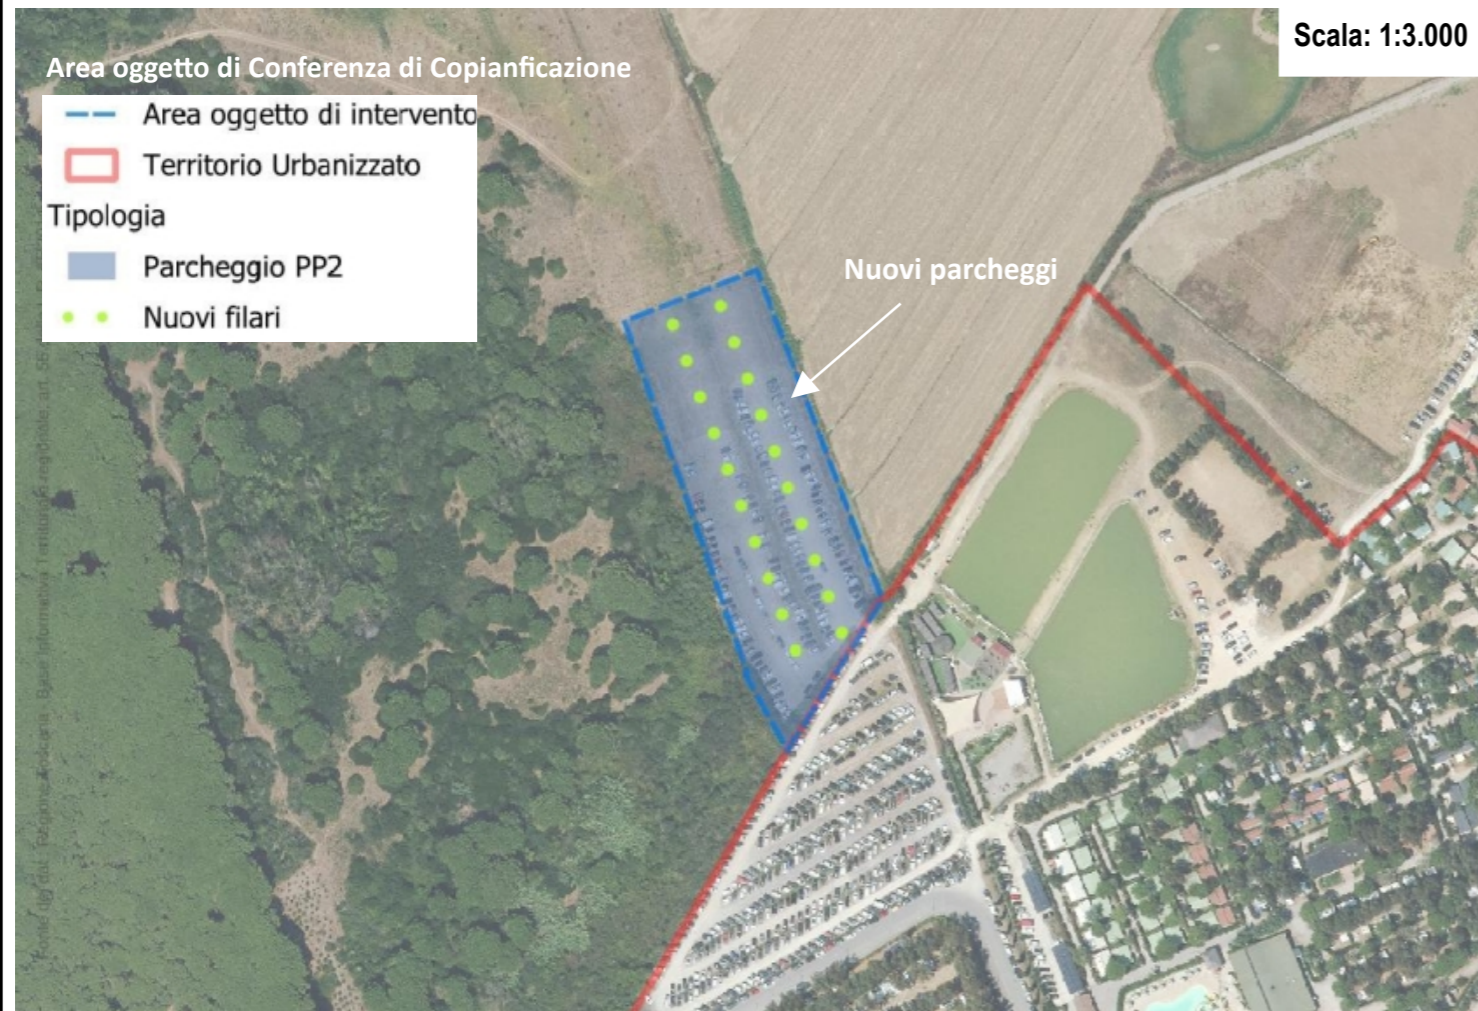 Scala: 1:3.000
Area oggetto di Conferenza di Copianficazione
Area oggetto di intervento
Territorio Urbanizzato
Tipologia
Parcheggio PP2
Nuovi filari
Nuovi parcheggi